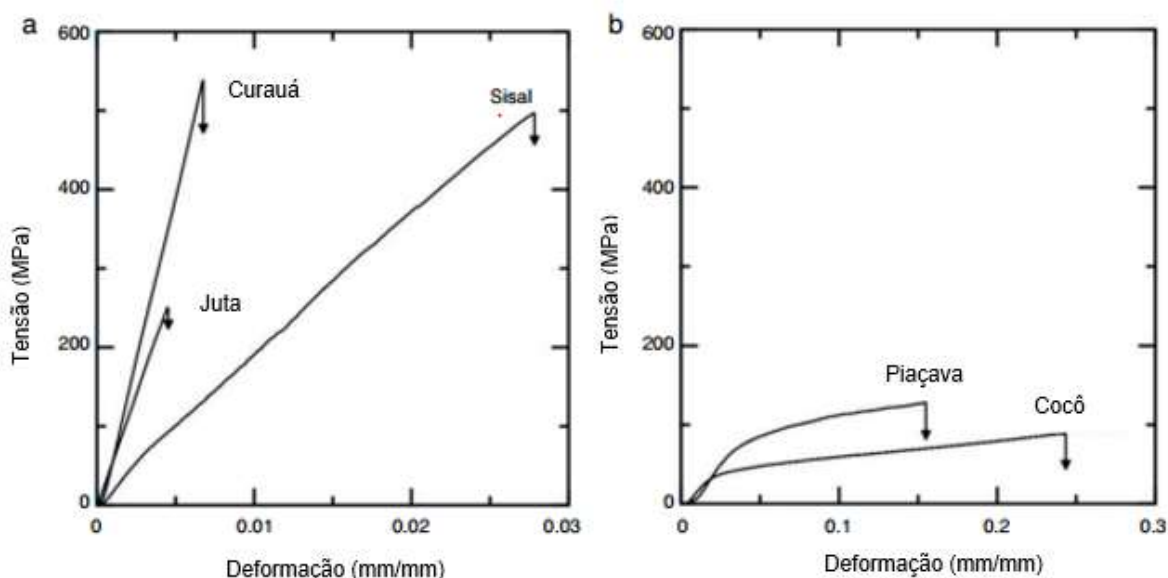 a
600
400
200
0
0
0.01
0.02
0.03
Tensão (MPa)
Deformação (mm/mm)
Curauá
Sisal
Juta
b
600
400
200
0
0
0.1
0.2
0.3
Tensão (MPa)
Deformação (mm/mm)
Piaçava
Cocô